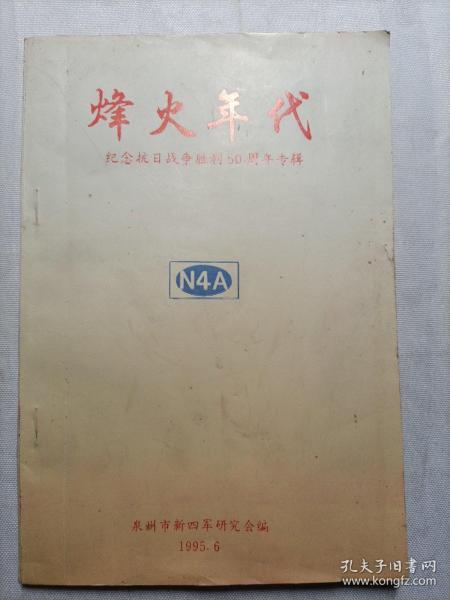 烽火年代
纪念抗日战争胜利50周年专辑
N4A
泉州市新四军研究会编
1995.6
孔夫子旧书网
www.kongfz.com